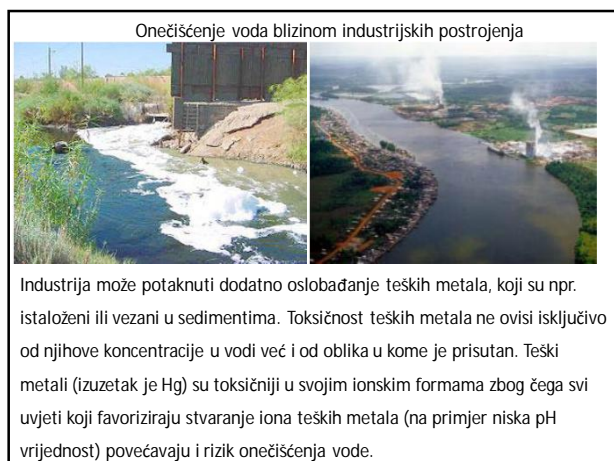 Onečišćenje voda blizinom industrijskih postrojenja
Industrija može potaknuti dodatno oslobađanje teških metala, koji su npr.
istaloženi ili vezani u sedimentima. Toksičnost teških metala ne ovisi isključivo
od njihove koncentracije u vodi već i od oblika u kome je prisutan. Teški
metali (izuzetak je Hg) su toksičniji u svojim ionskim formama zbog čega svi
uvjeti koji favoriziraju stvaranje iona teških metala (na primjer niska pH
vrijednost) povećavaju i rizik onečišćenja vode.